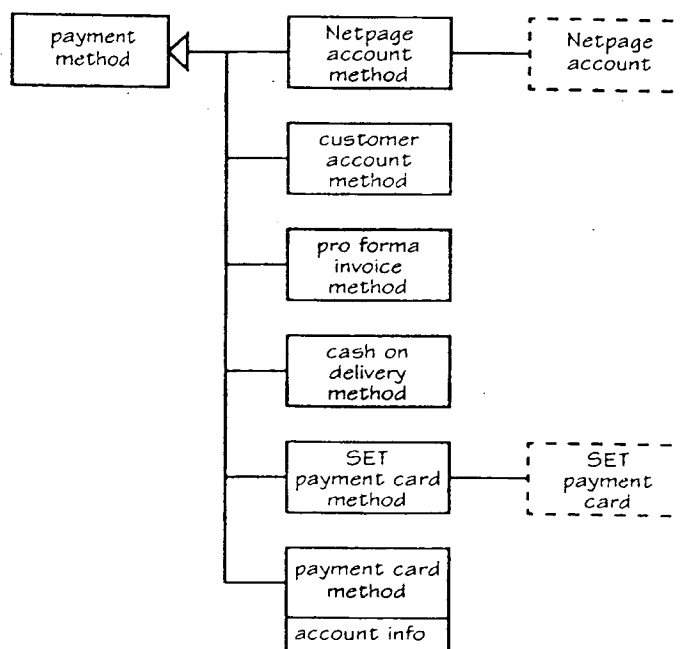 payment
method
Netpage
account
method
Netpage
account
customer
account
method
pro forma
invoice
method
cash on
delivery
method
SET
payment card
method
SET
payment
card
payment card
method
account info